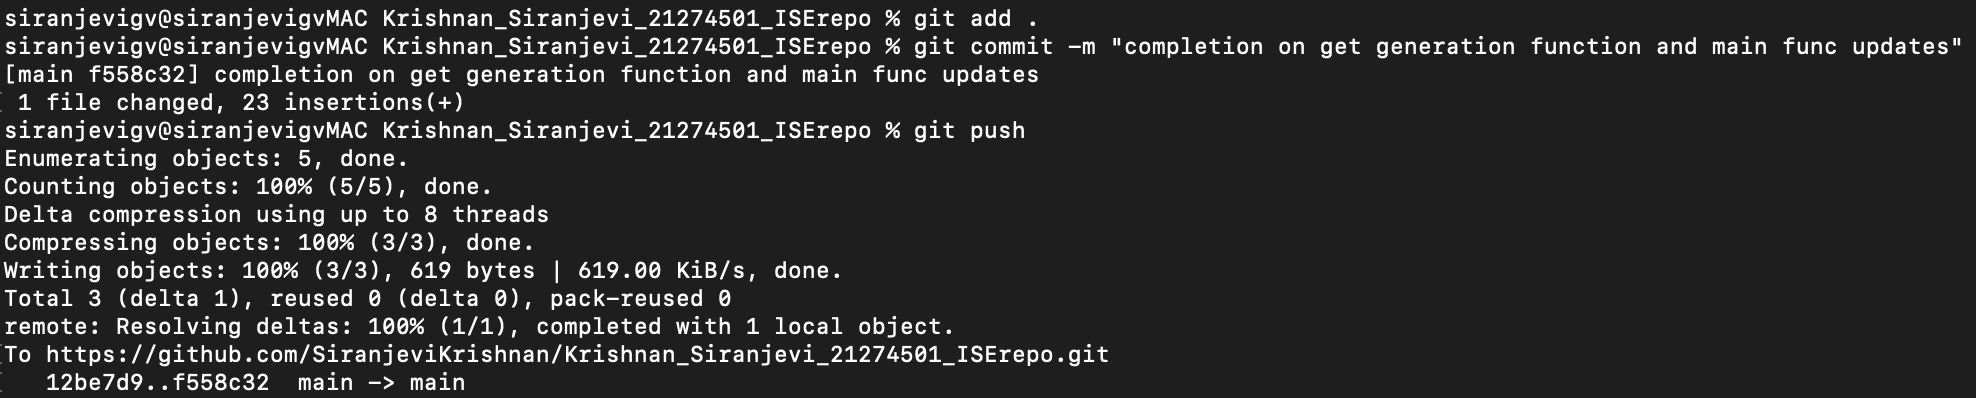 siranjevigv@siranjevigvMAC Krishnan_Siranjevi_21274501_ISErepo % git add .
siranjevigv@siranjevigvMAC Krishnan_Siranjevi_21274501_ISErepo % git commit -m "completion on get generation function and main func updates"
[main f558c32] completion on get generation function and main func updates
 1 file changed, 23 insertions(+)
siranjevigv@siranjevigvMAC Krishnan_Siranjevi_21274501_ISErepo % git push
Enumerating objects: 5, done.
Counting objects: 100% (5/5), done.
Delta compression using up to 8 threads
Compressing objects: 100% (3/3), done.
Writing objects: 100% (3/3), 619 bytes | 619.00 KiB/s, done.
Total 3 (delta 1), reused 0 (delta 0), pack-reused 0
remote: Resolving deltas: 100% (1/1), completed with 1 local object.
To https://github.com/SiranjeviKrishnan/Krishnan_Siranjevi_21274501_ISErepo.git
   12be7d9..f558c32  main -> main